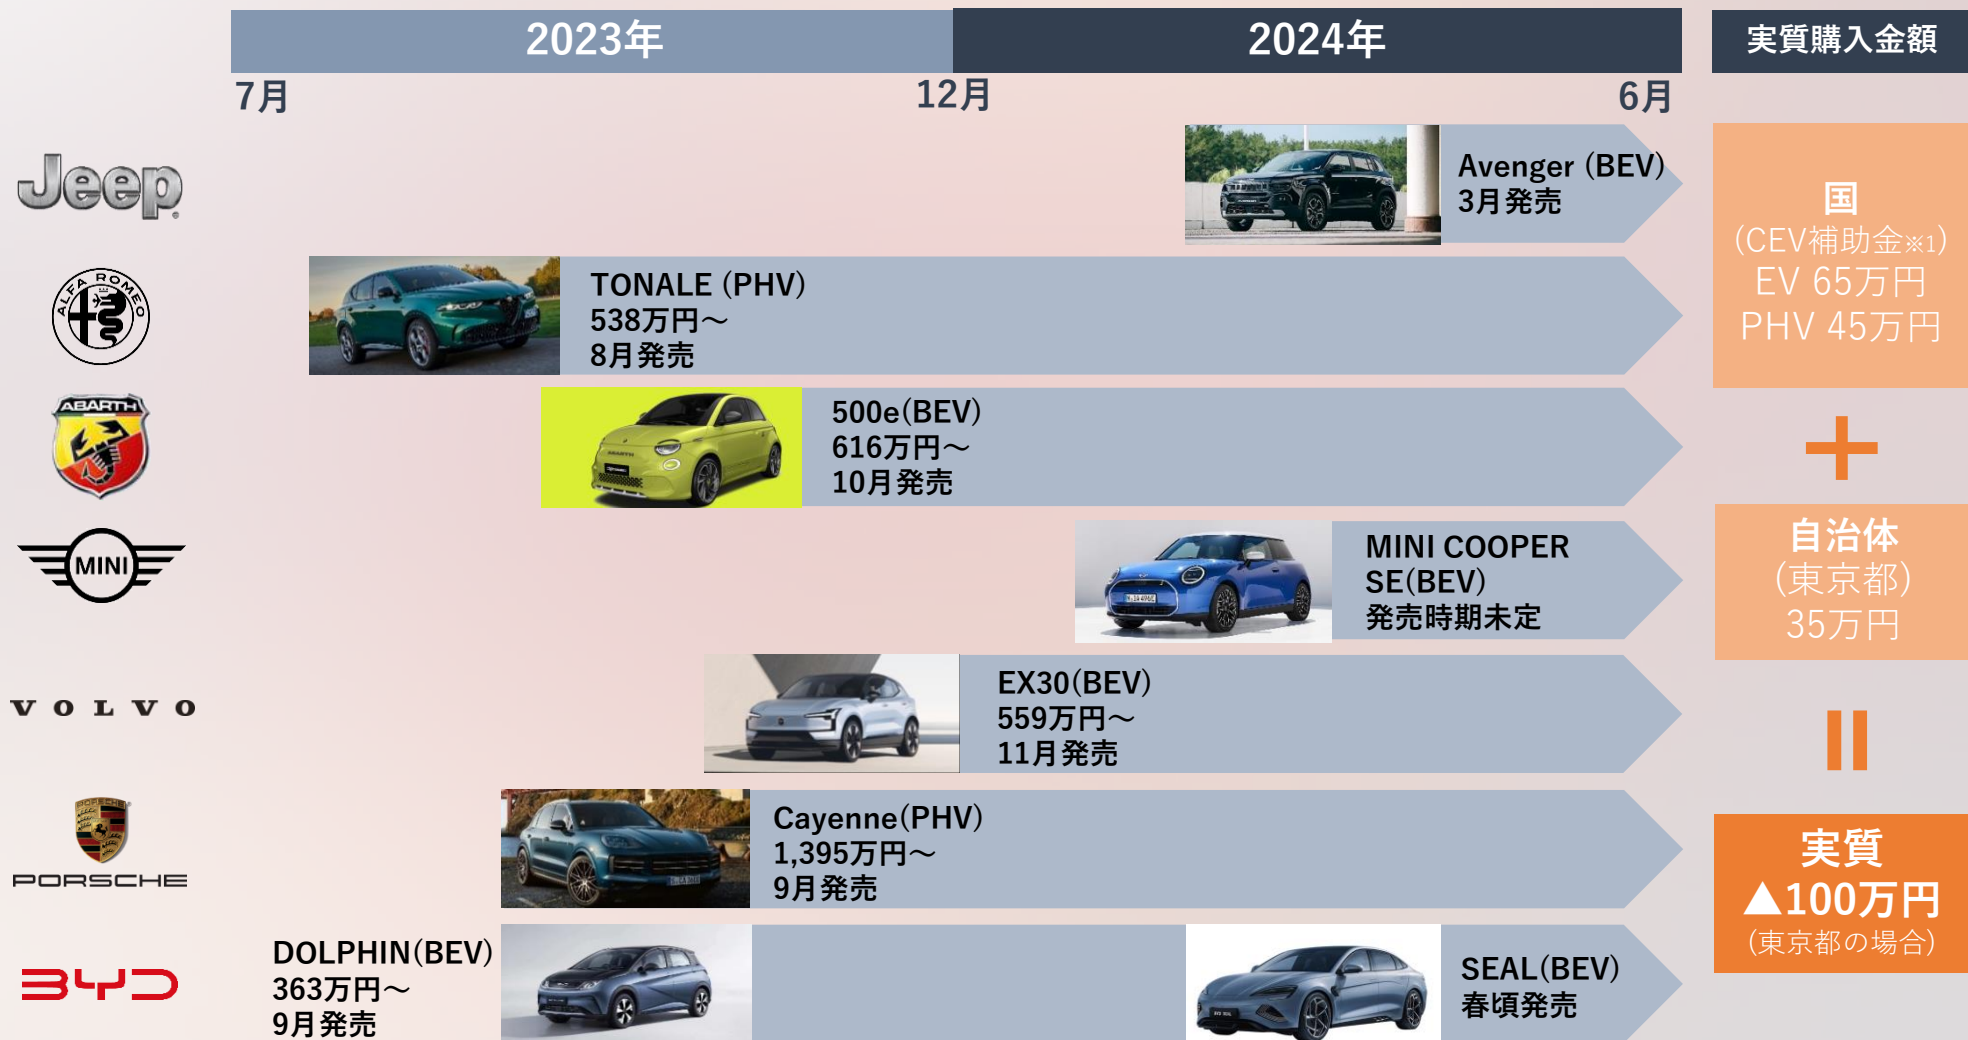 2023年
2024年
実質購入金額
7月
12月
6月
Jeep
Avenger (BEV)
3月発売
ALFA ROMEO
TONALE (PHV)
538万円～
8月発売
ABARTH
500e(BEV)
616万円～
10月発売
MINI
MINI COOPER
SE(BEV)
発売時期未定
VOLVO
EX30(BEV)
559万円～
11月発売
PORSCHE
PORSCHE
Cayenne(PHV)
1,395万円～
9月発売
BYD
DOLPHIN(BEV)
363万円～
9月発売
SEAL(BEV)
春頃発売
国
(CEV補助金※1)
EV 65万円
PHV 45万円
＋
自治体
(東京都)
35万円
実質
▲100万円
(東京都の場合)